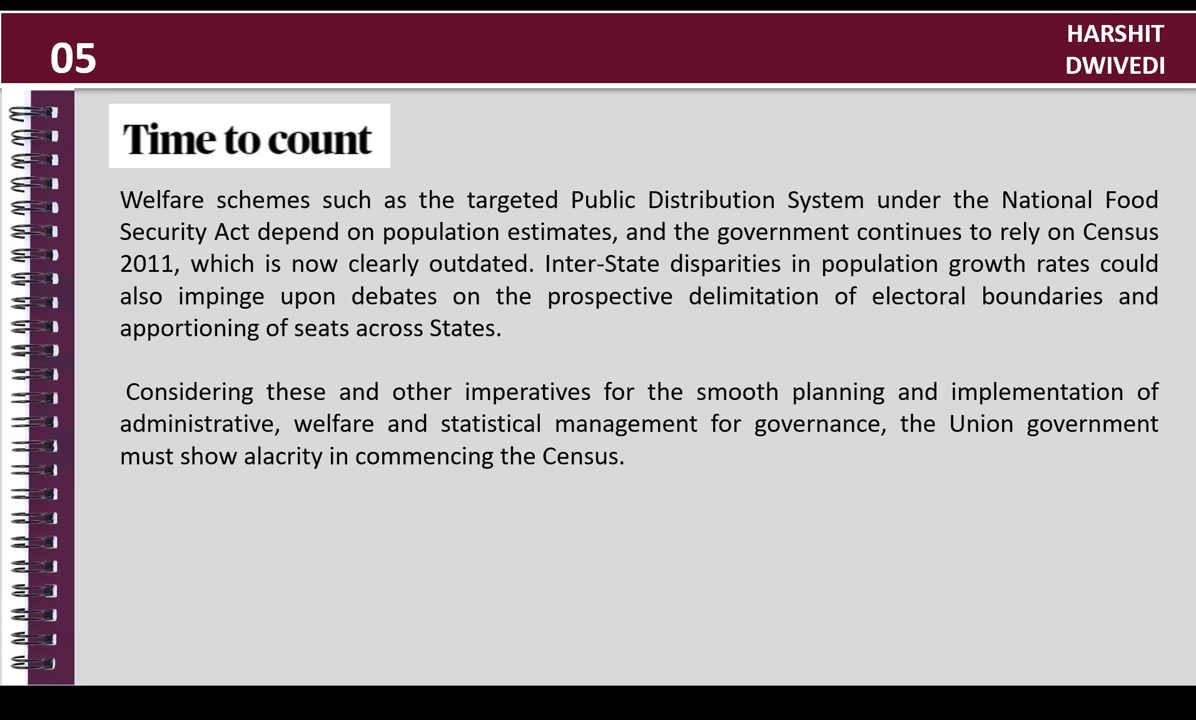 05
HARSHIT
DWIVEDI
Time to count
Welfare schemes such as the targeted Public Distribution System under the National Food
Security Act depend on population estimates, and the government continues to rely on Census
2011, which is now clearly outdated. Inter-State disparities in population growth rates could
also impinge upon debates on the prospective delimitation of electoral boundaries and
apportioning of seats across States.
Considering these and other imperatives for the smooth planning and implementation of
administrative, welfare and statistical management for governance, the Union government
must show alacrity in commencing the Census.